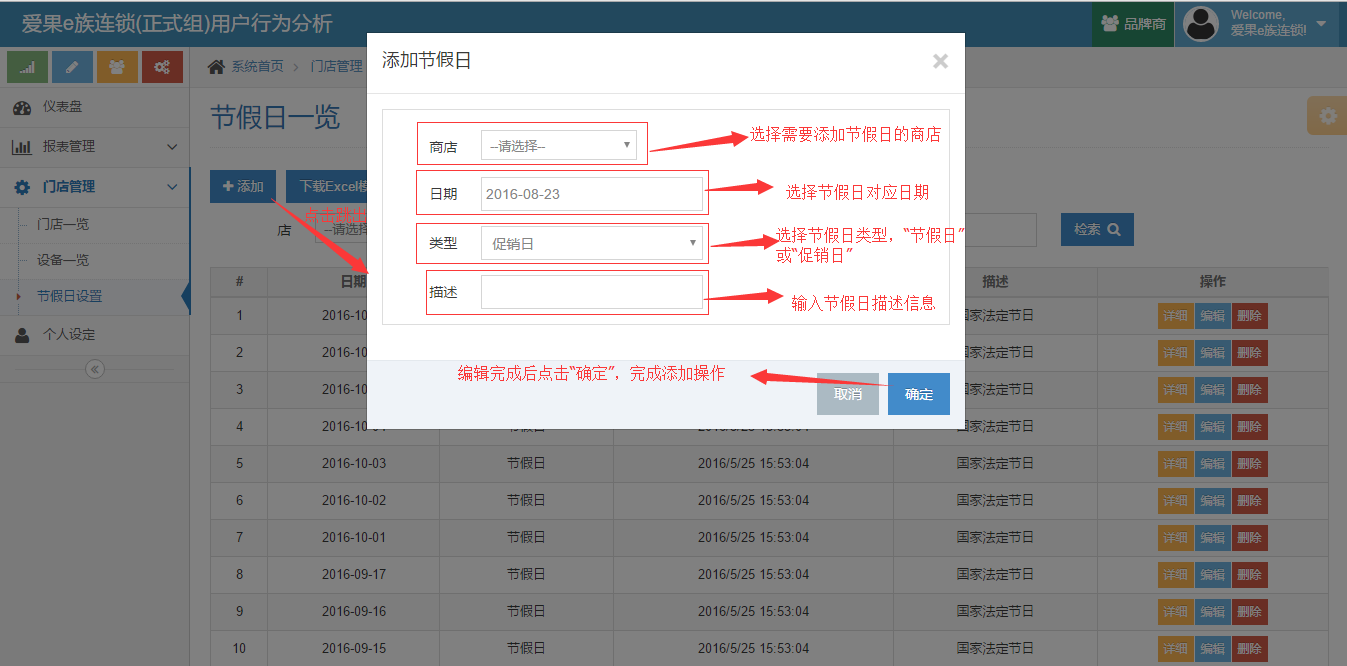 爱果e族连锁(正式组)用户行为分析
品牌商
Welcome,
爱果e族连锁!
系统首页 > 门店管理
仪表盘
报表管理
门店管理
门店一览
设备一览
节假日设置
个人设定
节假日一览
添加
下载Excel模
点击跳出
店 --请选择
检索
添加节假日
×
商店 --请选择--
选择需要添加节假日的商店
日期 2016-08-23
选择节假日对应日期
类型 促销日
选择节假日类型，“节假日”
或“促销日”
描述
输入节假日描述信息
编辑完成后点击“确定”，完成添加操作
取消 确定
# 日期 描述 操作
1 2016-10 国家法定节日 详细 编辑 删除
2 2016-10 国家法定节日 详细 编辑 删除
3 2016-10 国家法定节日 详细 编辑 删除
4 2016-10-04 节假日 2016/5/25 15:53:04 国家法定节日 详细 编辑 删除
5 2016-10-03 节假日 2016/5/25 15:53:04 国家法定节日 详细 编辑 删除
6 2016-10-02 节假日 2016/5/25 15:53:04 国家法定节日 详细 编辑 删除
7 2016-10-01 节假日 2016/5/25 15:53:04 国家法定节日 详细 编辑 删除
8 2016-09-17 节假日 2016/5/25 15:53:04 国家法定节日 详细 编辑 删除
9 2016-09-16 节假日 2016/5/25 15:53:04 国家法定节日 详细 编辑 删除
10 2016-09-15 节假日 2016/5/25 15:53:04 国家法定节日 详细 编辑 删除